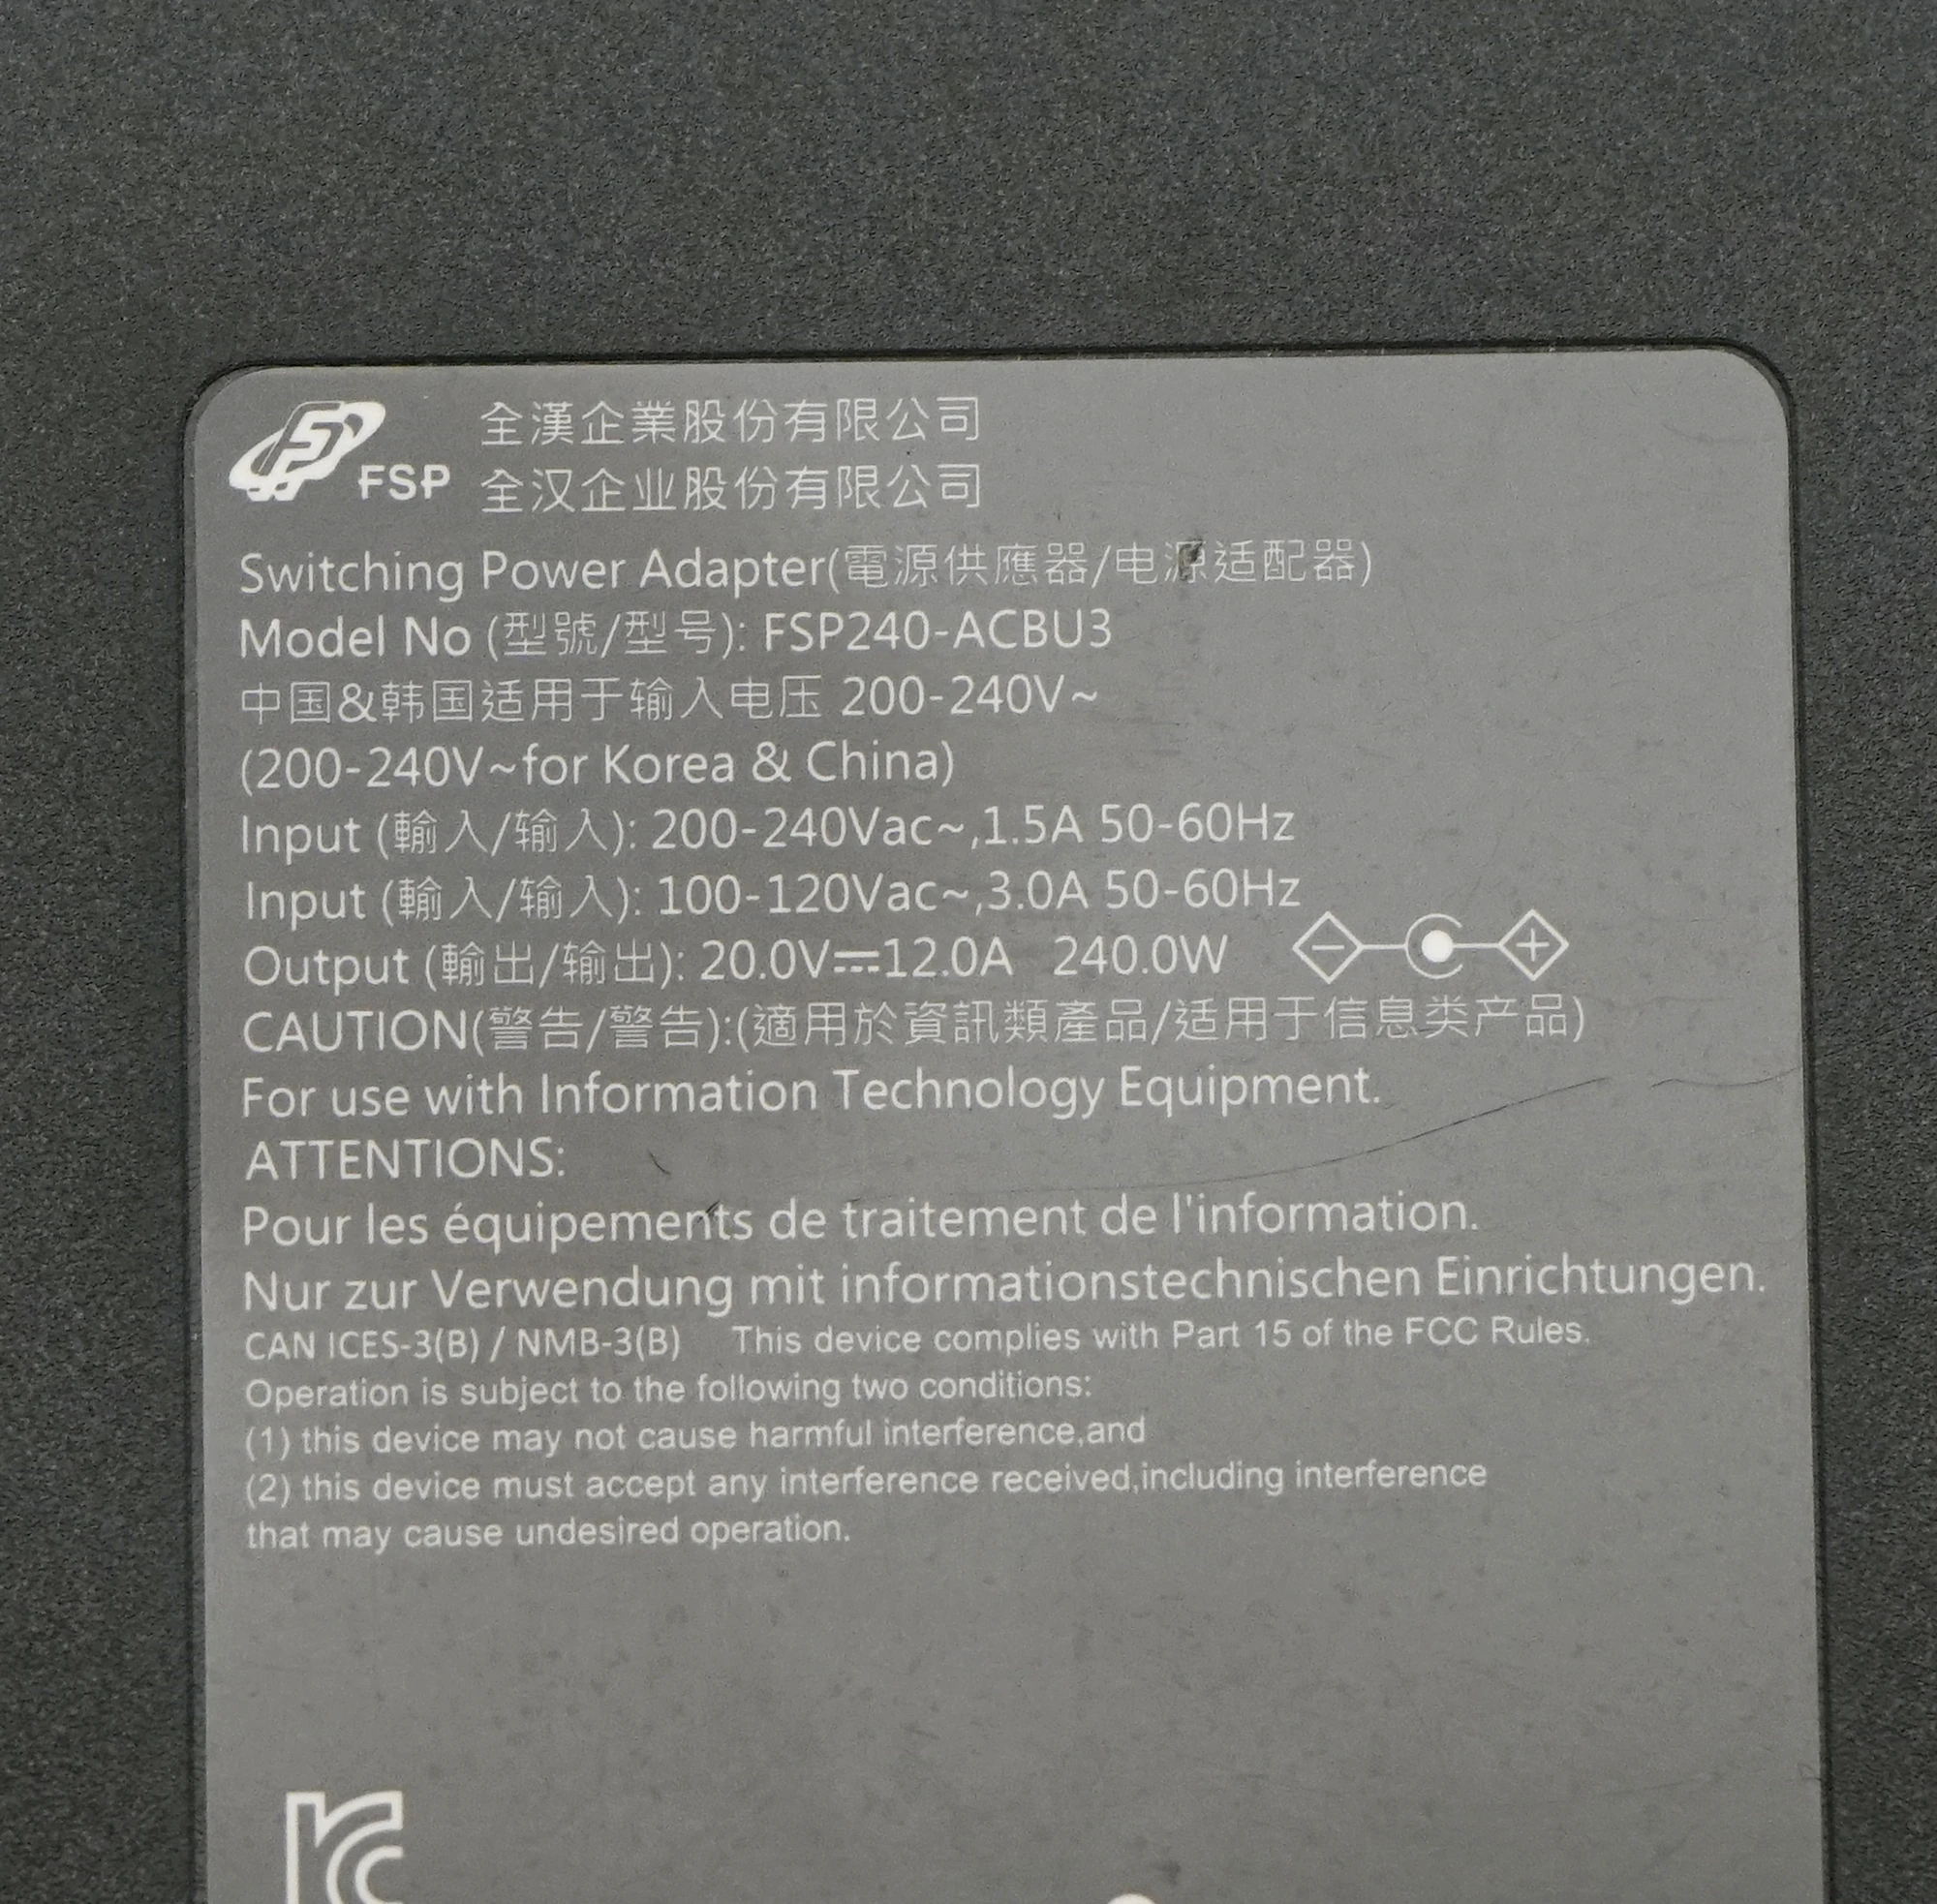 FSP 全漢企業股份有限公司
全汉企业股份有限公司
Switching Power Adapter(電源供應器/电源适配器)
Model No (型號/型号): FSP240-ACBU3
中国&韩国适用于输入电压 200-240V~
(200-240V~for Korea & China)
Input (輸入/输入): 200-240Vac~,1.5A 50-60Hz
Input (輸入/输入): 100-120Vac~,3.0A 50-60Hz
Output (輸出/输出): 20.0V⎓12.0A 240.0W
CAUTION(警告/警告):(適用於資訊類產品/适用于信息类产品)
For use with Information Technology Equipment.
ATTENTIONS:
Pour les équipements de traitement de l'information.
Nur zur Verwendung mit informationstechnischen Einrichtungen.
CAN ICES-3(B) / NMB-3(B) This device complies with Part 15 of the FCC Rules.
Operation is subject to the following two conditions:
(1) this device may not cause harmful interference,and
(2) this device must accept any interference received,including interference
that may cause undesired operation.